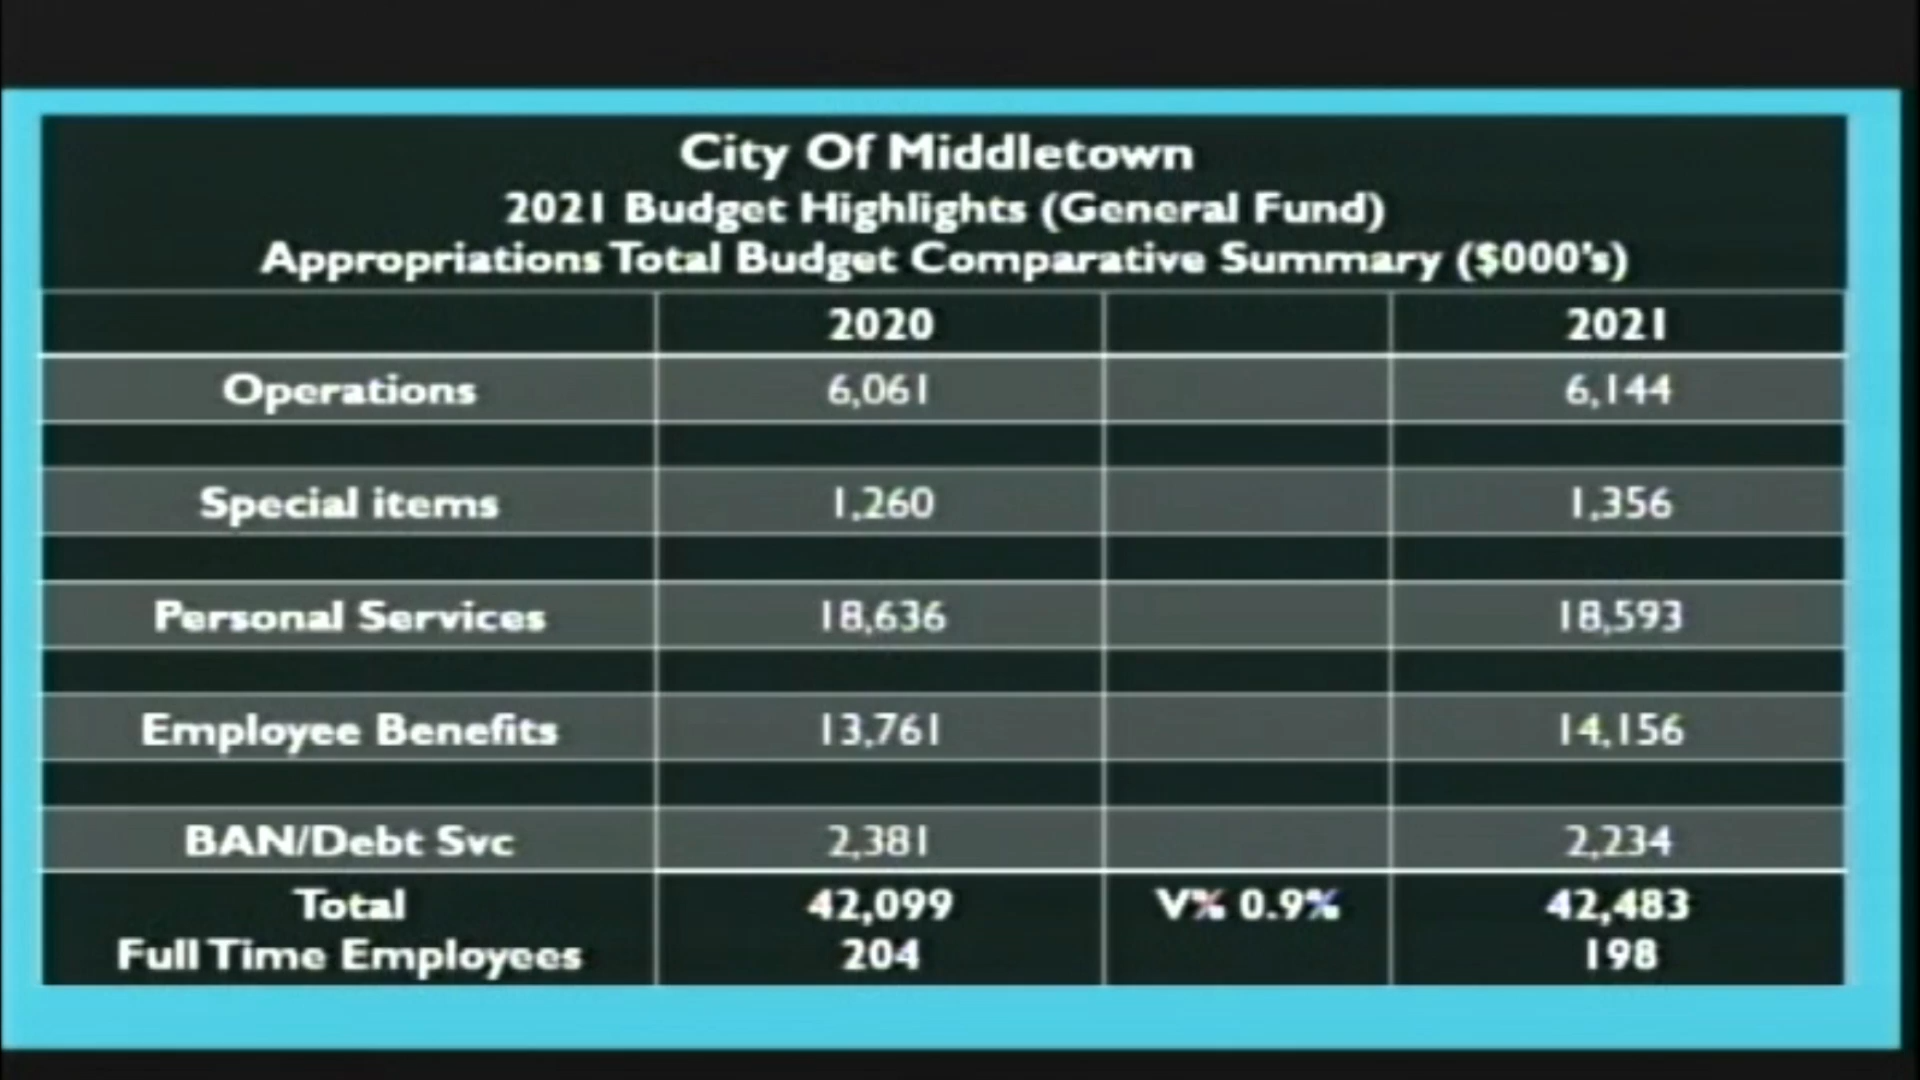 City Of Middletown
2021 Budget Highlights (General Fund)
Appropriations Total Budget Comparative Summary ($000's)
2020 2021
Operations 6,061 6,144
Special items 1,260 1,356
Personal Services 18,636 18,593
Employee Benefits 13,761 14,156
BAN/Debt Svc 2,381 2,234
Total 42,099 V% 0.9% 42,483
Full Time Employees 204 198